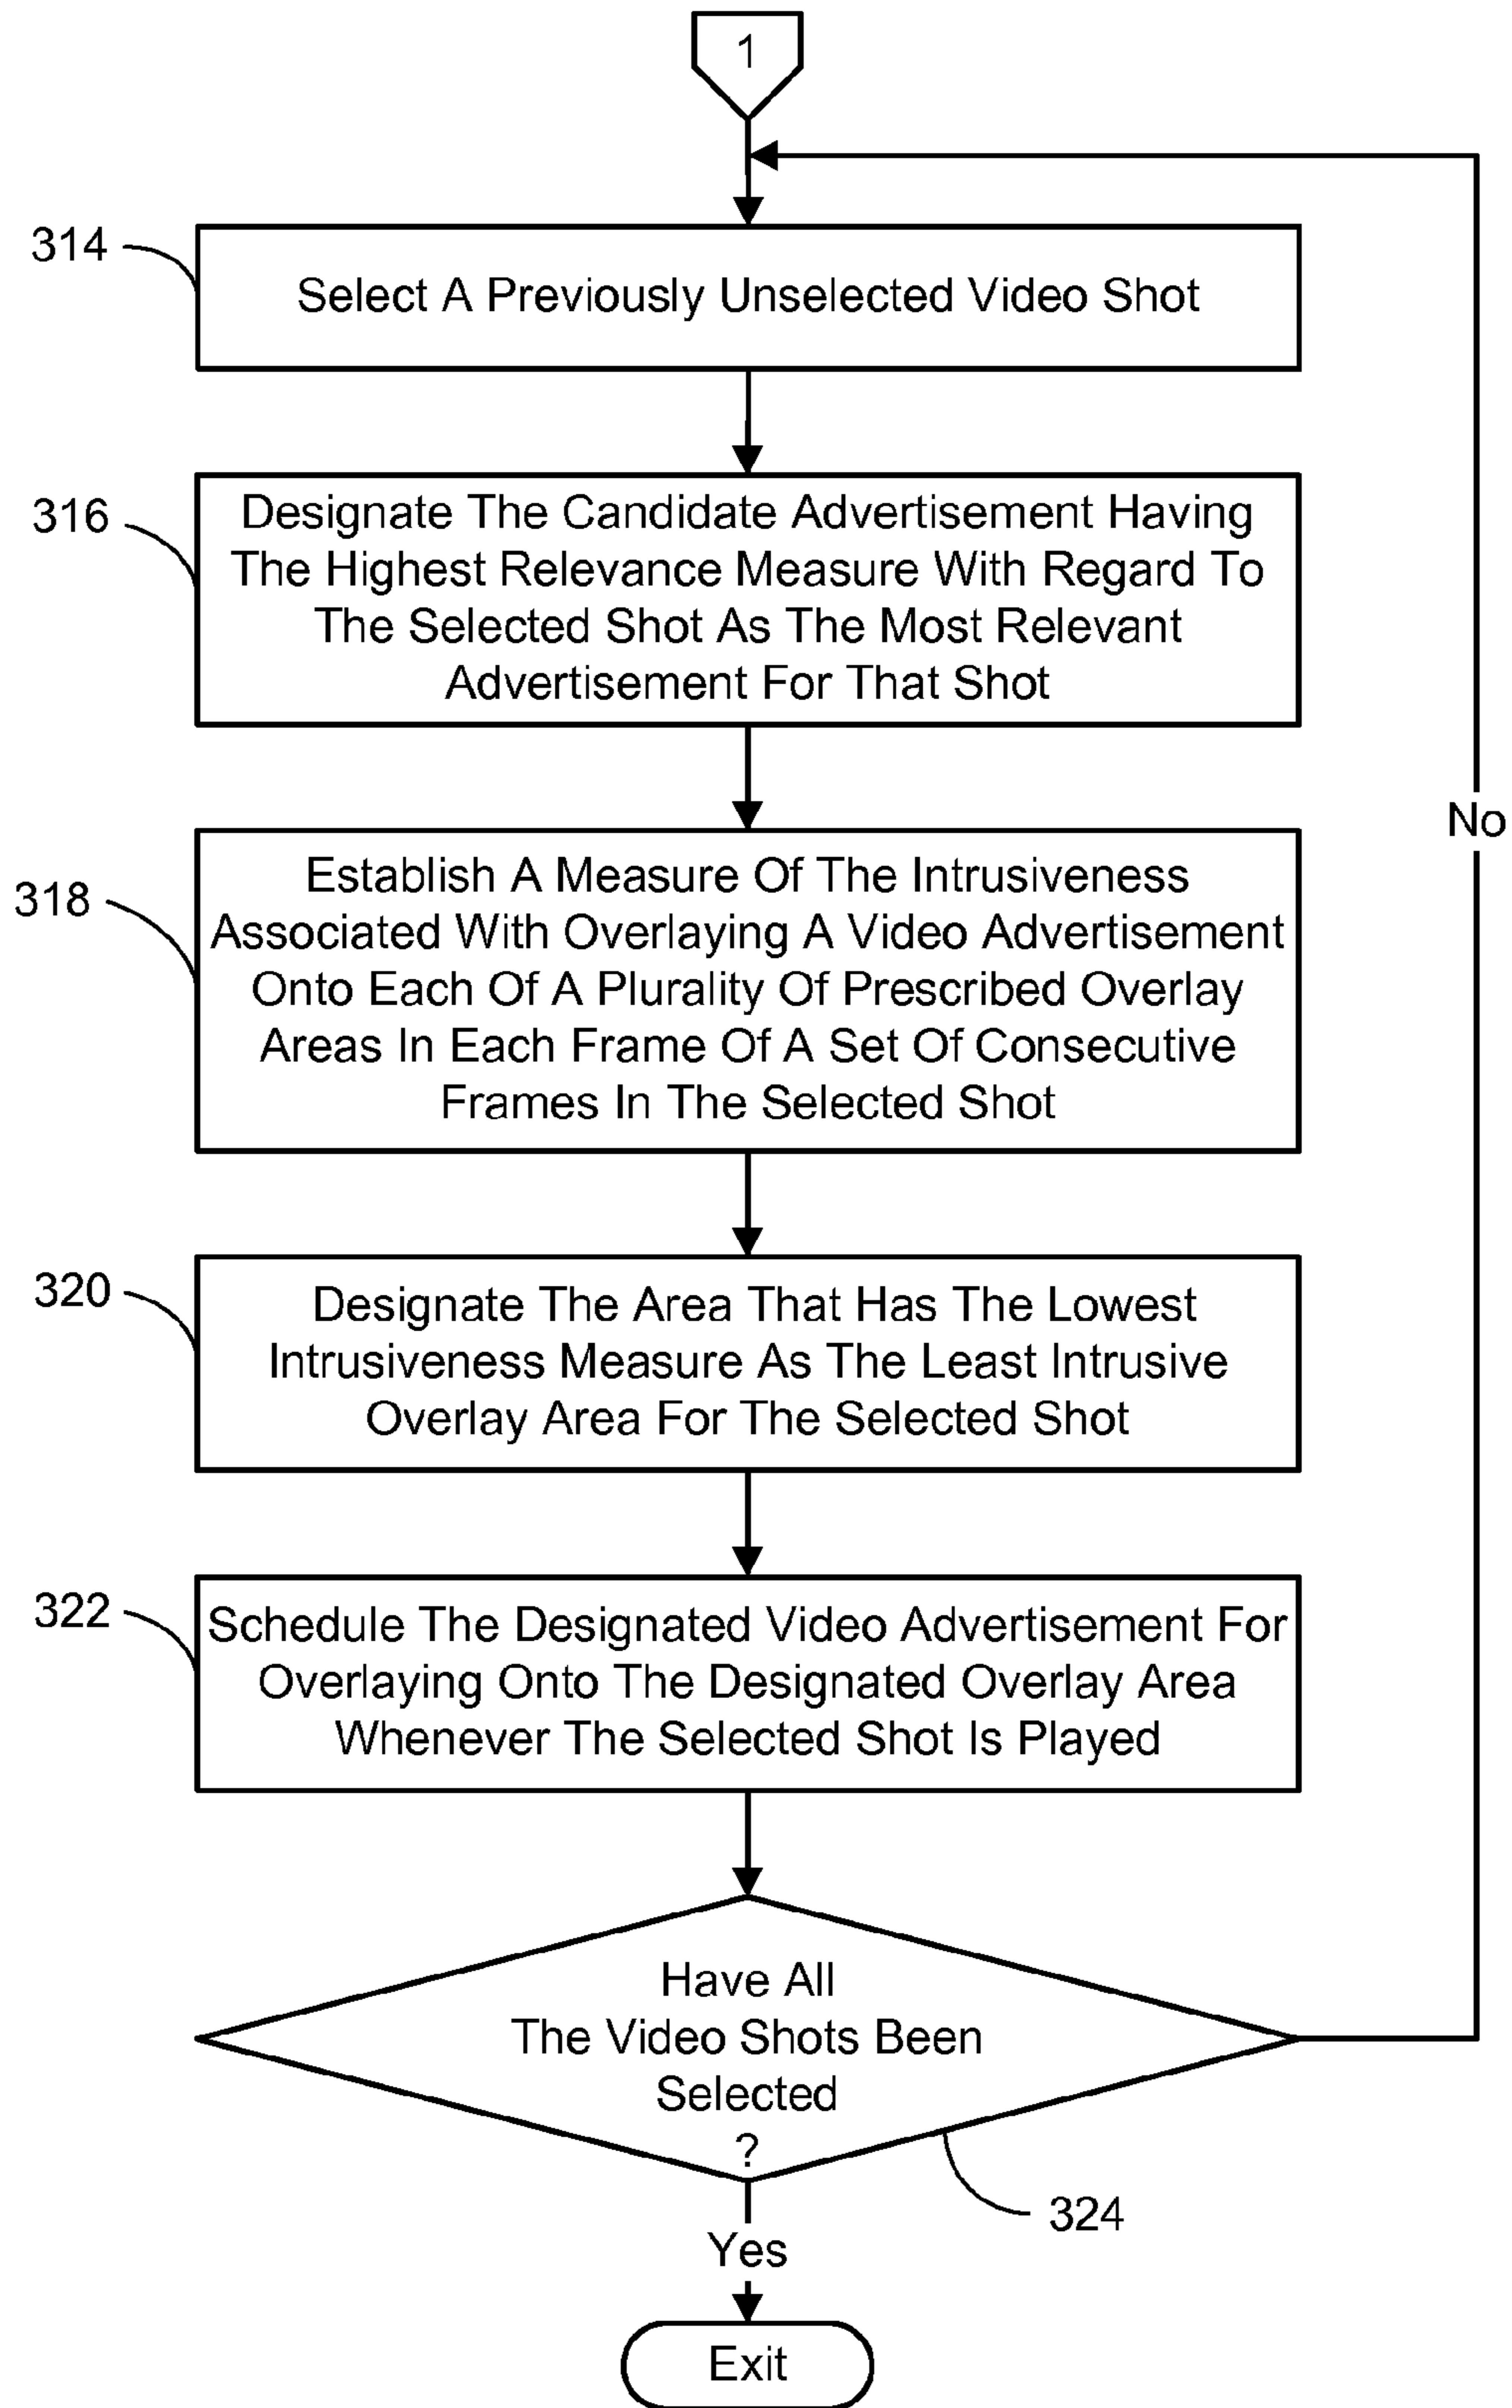 1
314
Select A Previously Unselected Video Shot
316
Designate The Candidate Advertisement Having
The Highest Relevance Measure With Regard To
The Selected Shot As The Most Relevant
Advertisement For That Shot
No
318
Establish A Measure Of The Intrusiveness
Associated With Overlaying A Video Advertisement
Onto Each Of A Plurality Of Prescribed Overlay
Areas In Each Frame Of A Set Of Consecutive
Frames In The Selected Shot
320
Designate The Area That Has The Lowest
Intrusiveness Measure As The Least Intrusive
Overlay Area For The Selected Shot
322
Schedule The Designated Video Advertisement For
Overlaying Onto The Designated Overlay Area
Whenever The Selected Shot Is Played
Have All
The Video Shots Been
Selected
?
324
Yes
Exit